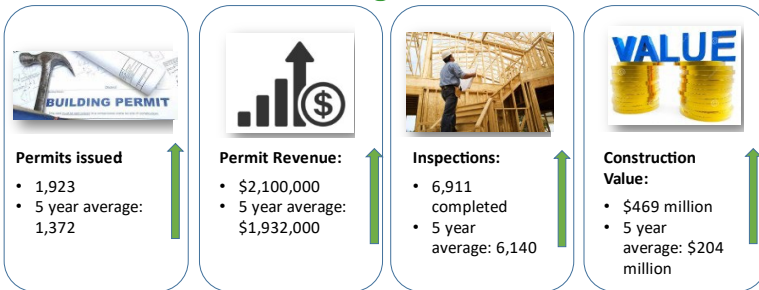 BUILDING PERMIT
Permits issued
• 1,923
• 5 year average:
1,372
$
Permit Revenue:
• $2,100,000
• 5 year average:
$1,932,000
Inspections:
• 6,911
completed
• 5 year
average: 6,140
VALUE
Construction
Value:
• $469 million
• 5 year
average: $204
million